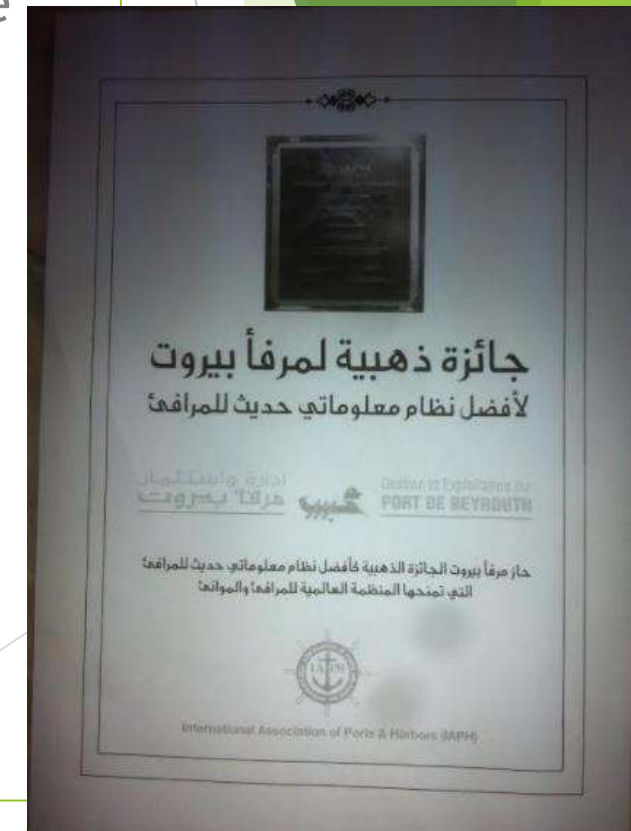 e
جائزة ذهبية لمرفأ بيروت
لأفضل نظام معلوماتي حديث للمرافئ
ادارة واستثمار
مرفأ بيروت
Gestion et Exploitation du
PORT DE BEYROUTH
حاز مرفأ بيروت الجائزة الذهبية كأفضل نظام معلوماتي حديث للمرافئ
التي تمنحها المنظمة العالمية للمرافئ والموانئ
IAPH
International Association of Ports & Harbors (IAPH)